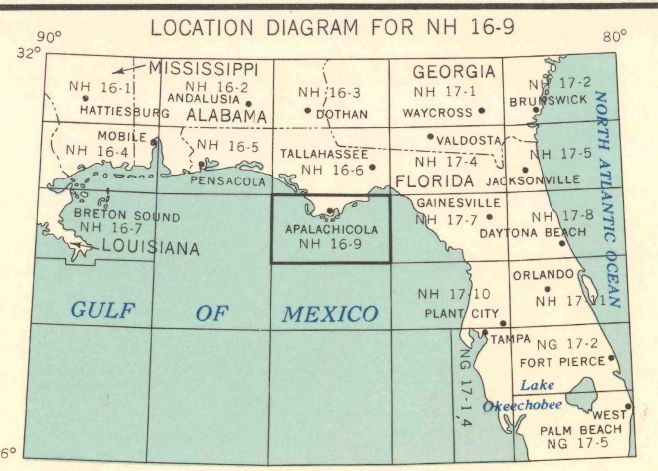 LOCATION DIAGRAM FOR NH 16-9
90°
80°
32°
MISSISSIPPI
NH 16-1
HATTIESBURG
NH 16-2
ANDALUSIA
ALABAMA
NH 16-3
DOTHAN
GEORGIA
NH 17-1
WAYCROSS
NH 17-2
BRUNSWICK
MOBILE
NH 16-4
NH 16-5
PENSACOLA
TALLAHASSEE
NH 16-6
VALDOSTA
NH 17-4
FLORIDA
NH 17-5
JACKSONVILLE
NORTH ATLANTIC OCEAN
BRETON SOUND
NH 16-7
LOUISIANA
APALACHICOLA
NH 16-9
GAINESVILLE
NH 17-7
NH 17-8
DAYTONA BEACH
GULF OF MEXICO
NH 17-10
PLANT CITY
ORLANDO
NH 17-11
TAMPA
NG 17-1,4
NG 17-2
FORT PIERCE
Lake
Okeechobee
WEST
PALM BEACH
NG 17-5
6°